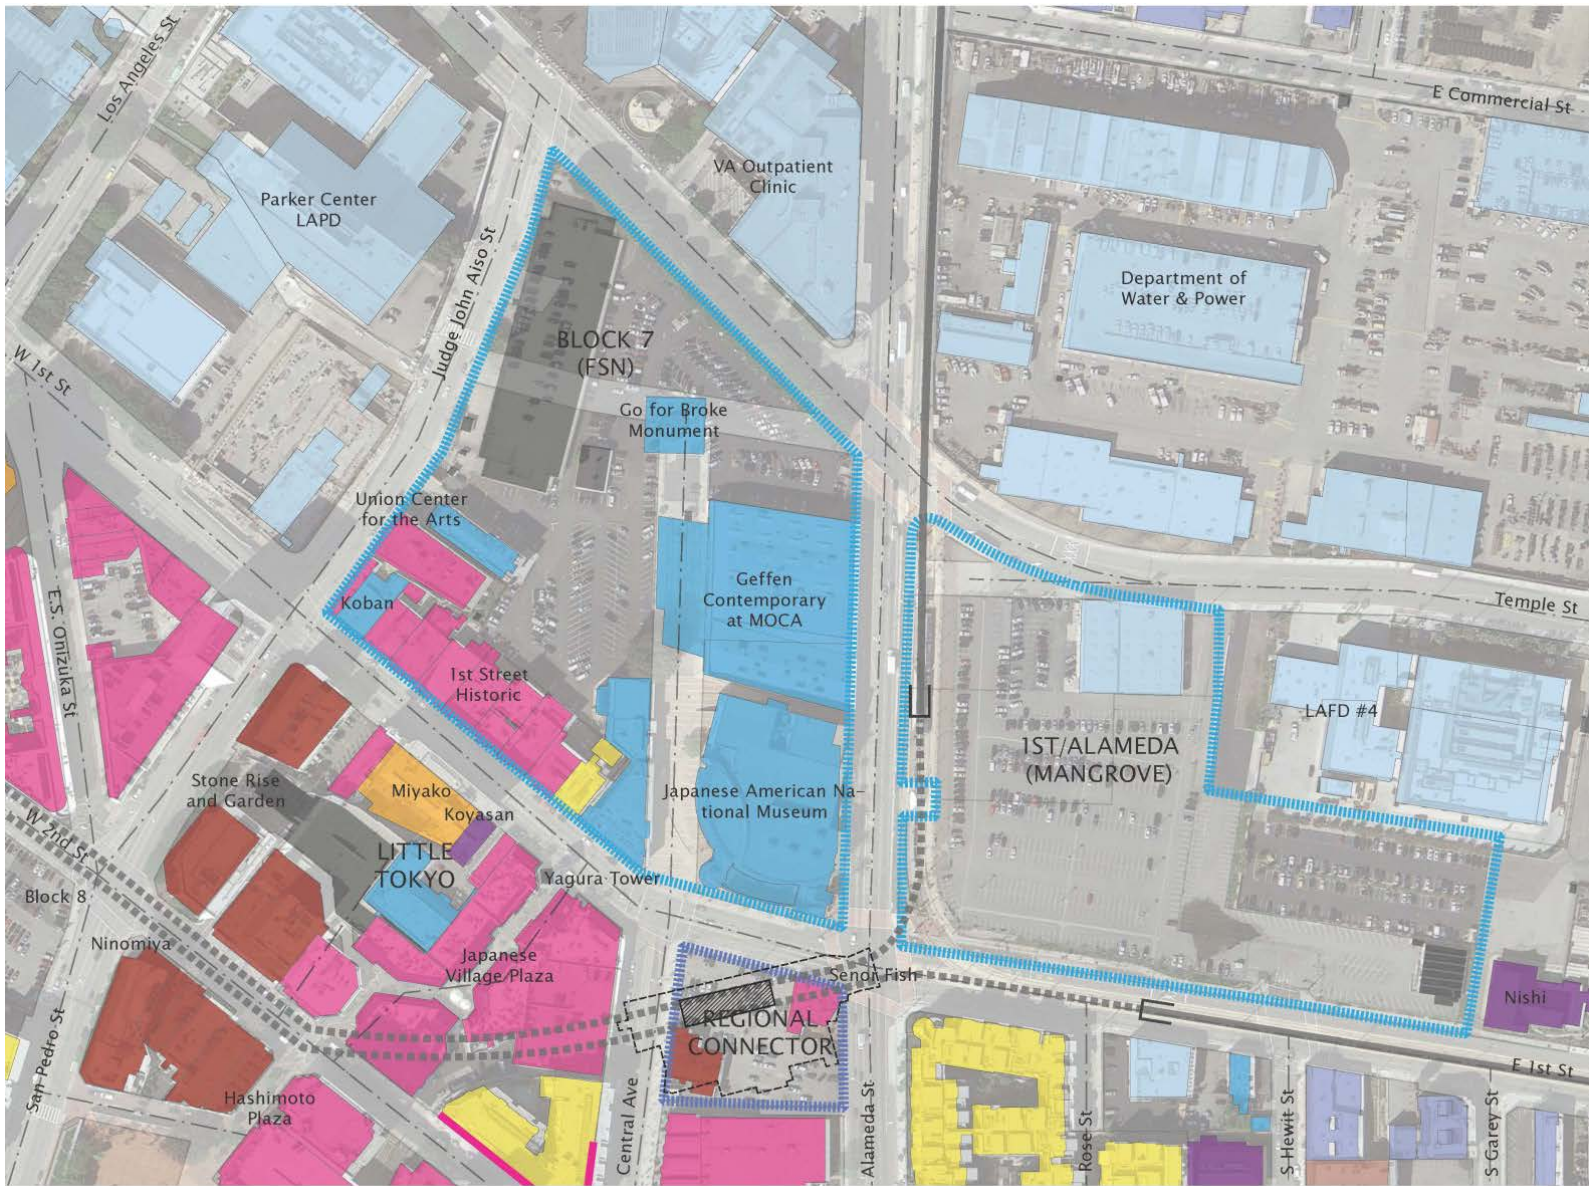 Los Angeles St
E Commercial St
VA Outpatient
Clinic
Parker Center
LAPD
Judge John Aiso St
Department of
Water & Power
W 1st St
BLOCK 7
(FSN)
Go for Broke
Monument
Union Center
for the Arts
Geffen
Contemporary
at MOCA
Koban
Temple St
E.S. Onizuka St
1st Street
Historic
LAFD #4
1ST/ALAMEDA
(MANGROVE)
Stone Rise
and Garden
Miyako
Koyasan
Japanese American Na-
tional Museum
W 2nd St
LITTLE
TOKYO
Yagura Tower
Block 8
Ninomiya
Japanese
Village Plaza
Senor Fish
Nishi
REGIONAL
CONNECTOR
San Pedro St
Hashimoto
Plaza
E 1st St
Central Ave
Alameda St
Rose St
S Hewit St
S Garey St